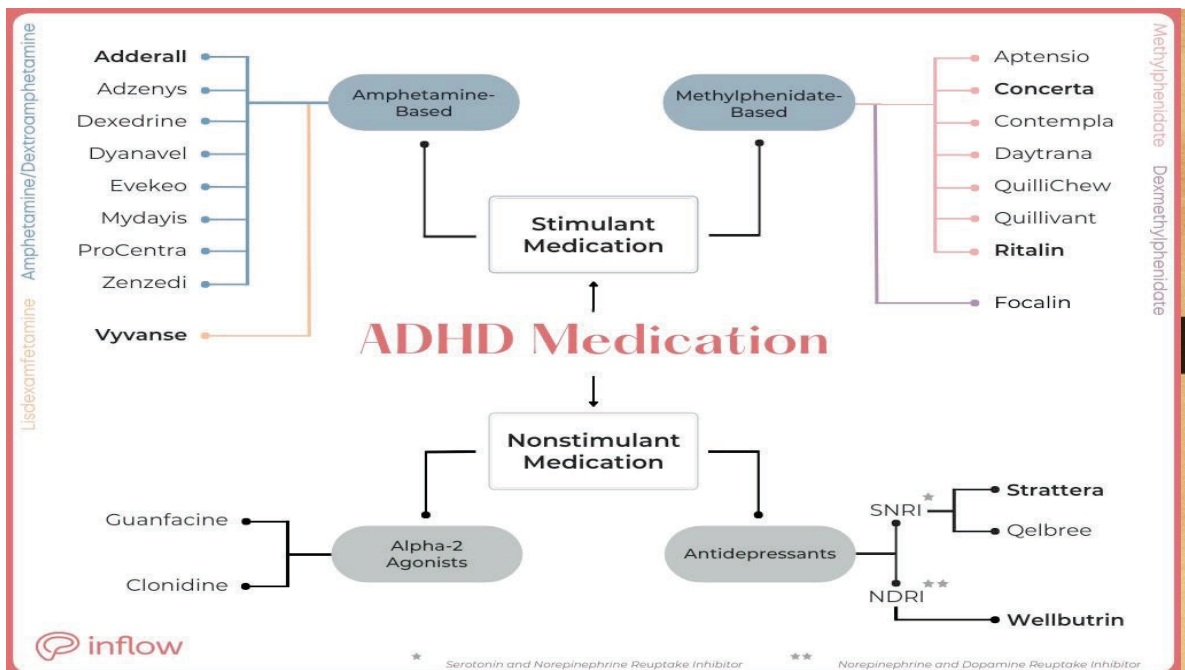 Amphetamine/Dextroamphetamine
Lisdexamfetamine
Adderall
Adzenys
Dexedrine
Dyanavel
Evekeo
Mydayis
ProCentra
Zenzedi
Vyvanse
Amphetamine-
Based
Methylphenidate-
Based
Aptensio
Concerta
Contempla
Daytrana
QuilliChew
Quillivant
Ritalin
Focalin
Methylphenidate
Dexmethylphenidate
Stimulant
Medication
ADHD Medication
Nonstimulant
Medication
Guanfacine
Clonidine
Alpha-2
Agonists
Antidepressants
SNRI ★
Strattera
Qelbree
NDRI ★★
Wellbutrin
inflow
★ Serotonin and Norepinephrine Reuptake Inhibitor
★★ Norepinephrine and Dopamine Reuptake Inhibitor